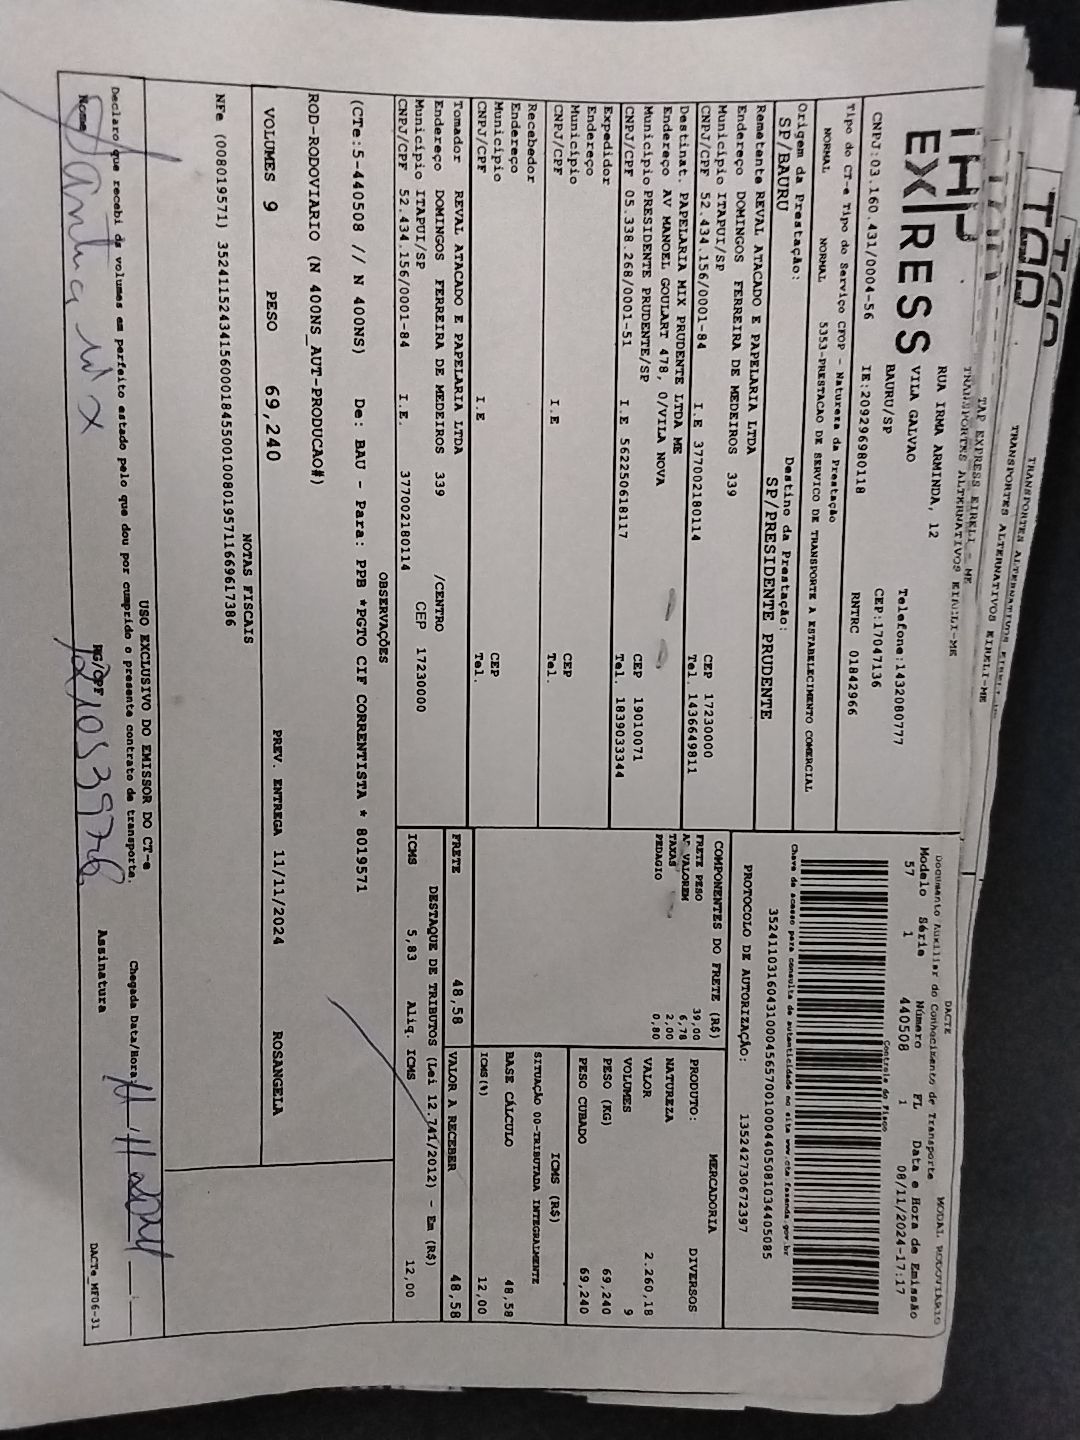 TAP
EXPRESS
TRANSPORTES ALTERNATIVOS EIRELI-ME
TAP EXPRESS EIRELI - ME
RUA IRMA ARMINDA, 12
VILA GALVAO
BAURU/SP
Telefone:1432080777
CEP:17047136
CNPJ:03.160.431/0004-56 IE:209296980118 RNTRC 01842966
Tipo do CT-e Tipo do Serviço CFOP - Natureza da Prestação
NORMAL NORMAL 5353-PRESTACAO DE SERVICO DE TRANSPORTE A ESTABELECIMENTO COMERCIAL
Origem da Prestação: Destino da Prestação:
SP/BAURU SP/PRESIDENTE PRUDENTE
DACTE MODAL RODOVIÁRIO
Documento Auxiliar do Conhecimento de Transporte
Modelo Série Número FL Data e Hora de Emissão
57 1 440508 1 08/11/2024-17:17
Controle do Fisco
Chave de acesso para consulta de autenticidade no site www.cte.fazenda.gov.br
PROTOCOLO DE AUTORIZAÇÃO: 135242730672397
Remetente REVAL ATACADO E PAPELARIA LTDA
Endereço DOMINGOS FERREIRA DE MEDEIROS 339
Município ITAPUI/SP CEP 17230000
CNPJ/CPF 52.434.156/0001-84 I.E 377002180114 Tel. 1436649811
Destinat. PAPELARIA MIX PRUDENTE LTDA ME
Endereço AV MANOEL GOULART 478, 0/VILA NOVA
Município PRESIDENTE PRUDENTE/SP CEP 19010071
CNPJ/CPF 05.338.268/0001-51 I.E 562250618117 Tel. 1839033344
Expedidor
Endereço
Município CEP
CNPJ/CPF I.E Tel.
Recebedor
Endereço
Município CEP
CNPJ/CPF I.E Tel.
Tomador REVAL ATACADO E PAPELARIA LTDA
Endereço DOMINGOS FERREIRA DE MEDEIROS 339 /CENTRO
Município ITAPUI/SP CEP 17230000
CNPJ/CPF 52.434.156/0001-84 I.E. 377002180114
COMPONENTES DO FRETE (R$)
FRETE PESO 39,00
AD VALOREM 6,78
TAXAS 2,00
PEDAGIO 0,80
PRODUTO: MERCADORIA
NATUREZA DIVERSOS
VALOR 2.260,18
VOLUMES 9
PESO (KG) 69,240
PESO CUBADO 69,240
ICMS (R$)
SITUAÇÃO 00-TRIBUTADA INTEGRALMENTE
BASE CÁLCULO 48,58
ICMS(%) 12,00
FRETE 48,58 VALOR A RECEBER 48,58
DESTAQUE DE TRIBUTOS (Lei 12.741/2012) - Em (R$)
ICMS 5,83 Aliq. ICMS 12,00
OBSERVAÇÕES
(CTe:5-440508 // N 400NS) De: BAU - Para: PPB *PGTO CIF CORRENTISTA * 8019571
ROD-RODOVIARIO (N 400NS_AUT-PRODUCAO#)
VOLUMES 9 PESO 69,240 PREV. ENTREGA 11/11/2024 ROSANGELA
NOTAS FISCAIS
USO EXCLUSIVO DO EMISSOR DO CT-e
Declaro que recebi os volumes em perfeito estado pelo que dou por cumprido o presente contrato de transporte.
Chegada Data/Hora:
Nome RG/CPF Assinatura
DACTe_MF06-31